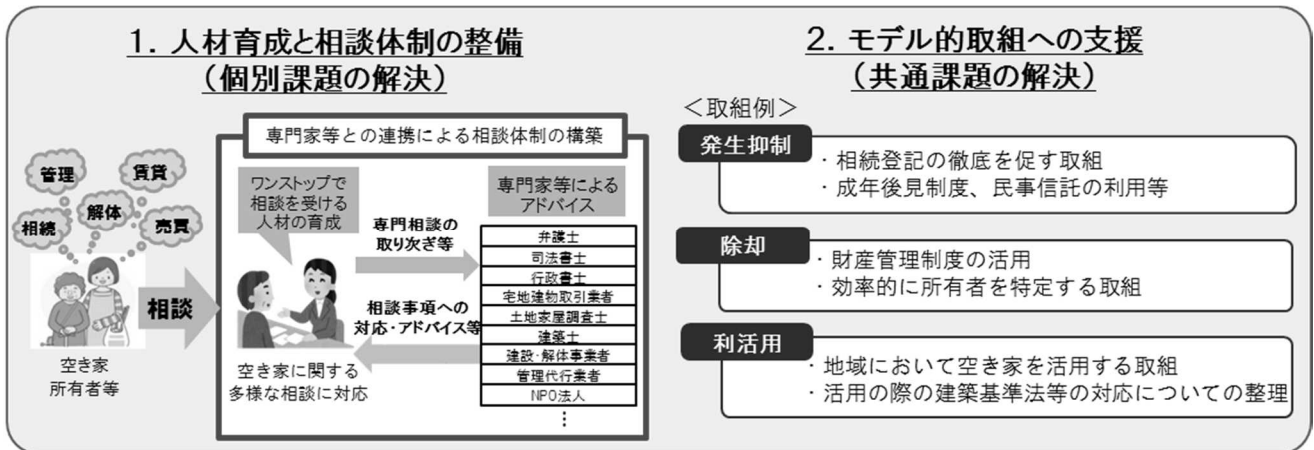 1. 人材育成と相談体制の整備
（個別課題の解決）
専門家等との連携による相談体制の構築
管理
賃貸
解体
相続
売買
相談
空き家
所有者等
ワンストップで
相談を受ける
人材の育成
専門相談の
取り次ぎ等
相談事項への
対応・アドバイス等
空き家に関する
多様な相談に対応
専門家等による
アドバイス
弁護士
司法書士
行政書士
宅地建物取引業者
土地家屋調査士
建築士
建設・解体事業者
管理代行業者
NPO法人
⋮
2. モデル的取組への支援
（共通課題の解決）
＜取組例＞
発生抑制
・相続登記の徹底を促す取組
・成年後見制度、民事信託の利用等
除却
・財産管理制度の活用
・効率的に所有者を特定する取組
利活用
・地域において空き家を活用する取組
・活用の際の建築基準法等の対応についての整理